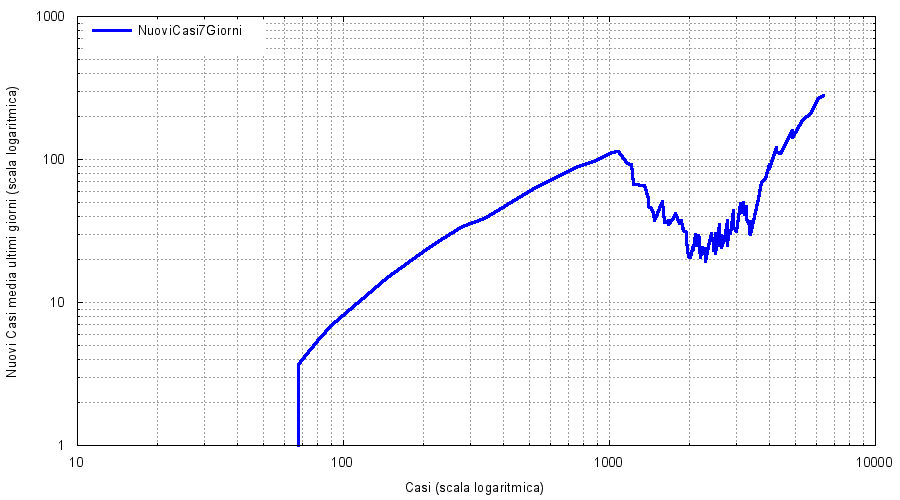 1000
NuoviCasi7Giorni
100
10
1
10
100
1000
10000
Nuovi Casi media ultimi giorni (scala logaritmica)
Casi (scala logaritmica)